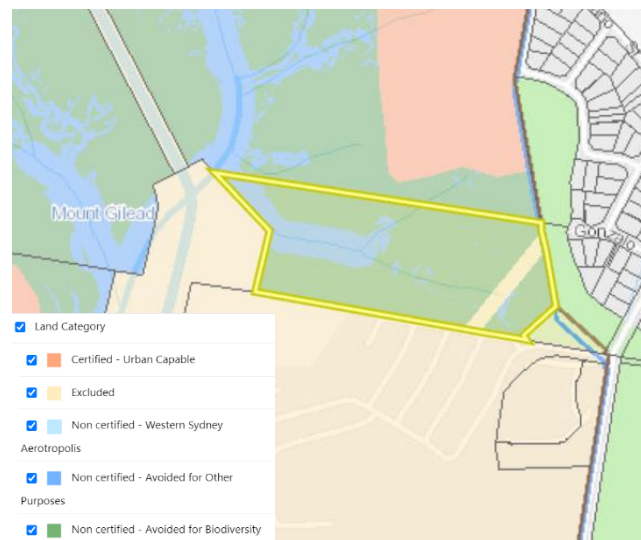 Mount Gilead
Gonzalo
Land Category
Certified - Urban Capable
Excluded
Non certified - Western Sydney
Aerotropolis
Non certified - Avoided for Other
Purposes
Non certified - Avoided for Biodiversity